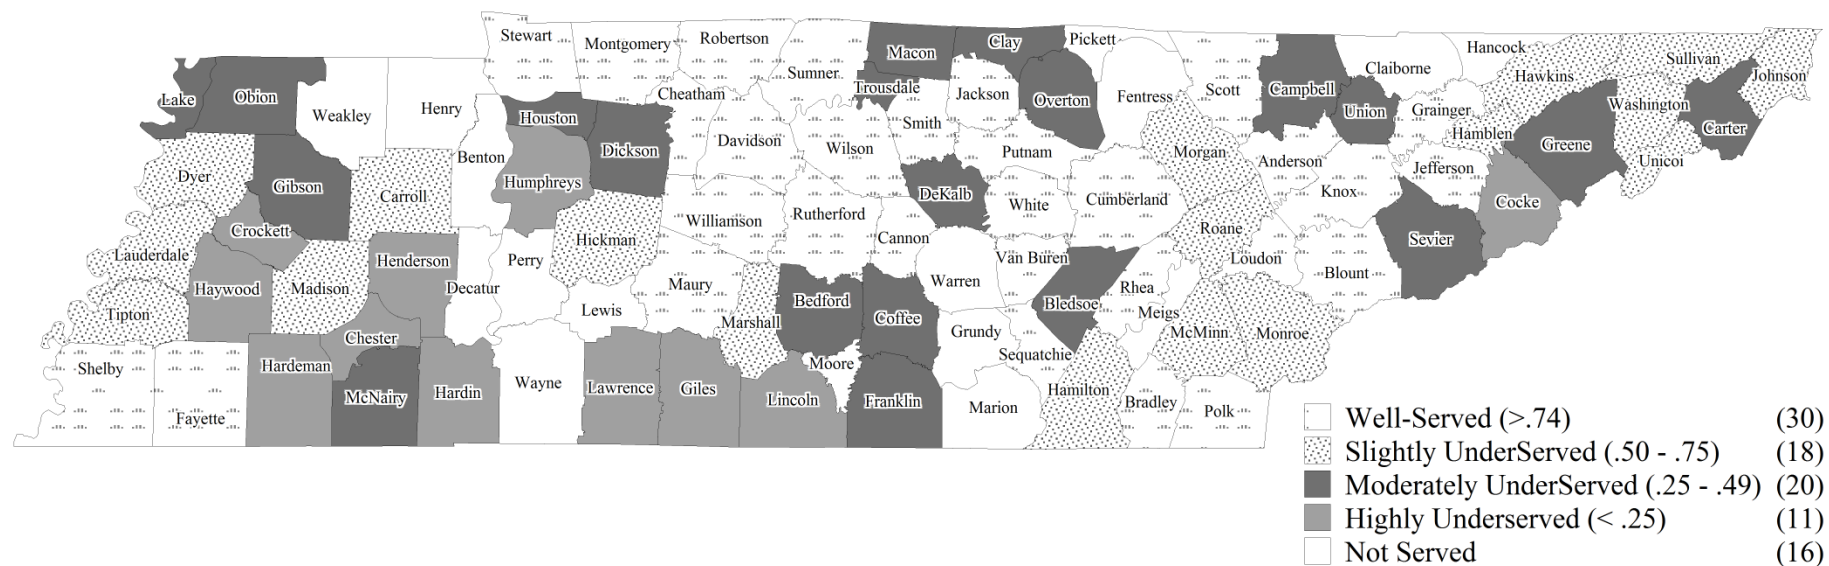 Stewart
Montgomery
Robertson
Sumner
Macon
Clay
Pickett
Hancock
Sullivan
Johnson
Lake
Obion
Weakley
Henry
Houston
Cheatham
Trousdale
Jackson
Overton
Fentress
Scott
Campbell
Claiborne
Union
Grainger
Hawkins
Hamblen
Washington
Carter
Greene
Unicoi
Dyer
Gibson
Carroll
Benton
Humphreys
Dickson
Davidson
Wilson
Smith
Putnam
Morgan
Anderson
Knox
Jefferson
Cocke
Crockett
Lauderdale
Haywood
Madison
Henderson
Decatur
Perry
Hickman
Williamson
Rutherford
Cannon
DeKalb
White
Cumberland
Van Buren
Roane
Loudon
Blount
Sevier
Tipton
Chester
Lewis
Maury
Marshall
Bedford
Coffee
Warren
Bledsoe
Rhea
Meigs
McMinn
Monroe
Shelby
Fayette
Hardeman
McNairy
Hardin
Wayne
Lawrence
Giles
Lincoln
Moore
Franklin
Grundy
Sequatchie
Marion
Hamilton
Bradley
Polk
Well-Served (>.74) (30)
Slightly UnderServed (.50 - .75) (18)
Moderately UnderServed (.25 - .49) (20)
Highly Underserved (< .25) (11)
Not Served (16)